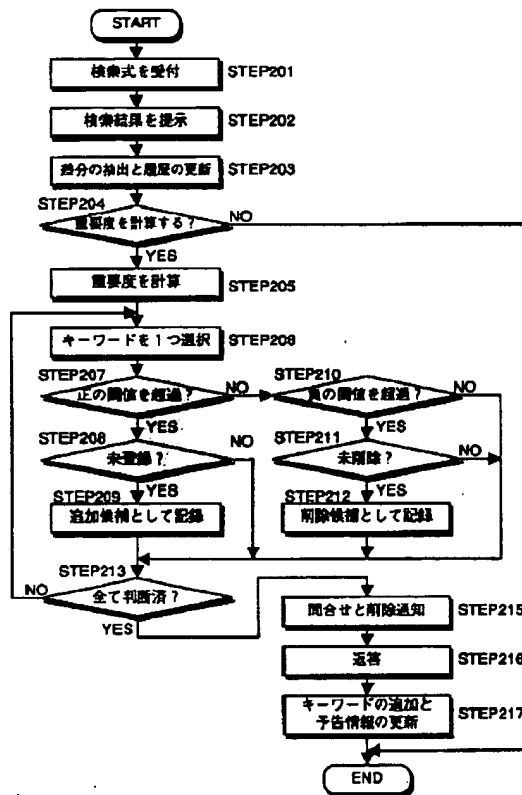 START
検索式を受付
STEP201
検索結果を提示
STEP202
差分の抽出と履歴の更新
STEP203
STEP204
重要度を計算する？
NO
YES
重要度を計算
STEP205
キーワードを１つ選択
STEP206
STEP207
正の閾値を超過？
NO
YES
STEP210
負の閾値を超過？
NO
YES
STEP208
未登録？
NO
YES
STEP211
未削除？
NO
YES
STEP209
追加候補として記録
STEP212
削除候補として記録
STEP213
全て判断済？
NO
YES
問合せと削除通知
STEP215
返答
STEP216
キーワードの追加と
予告情報の更新
STEP217
END